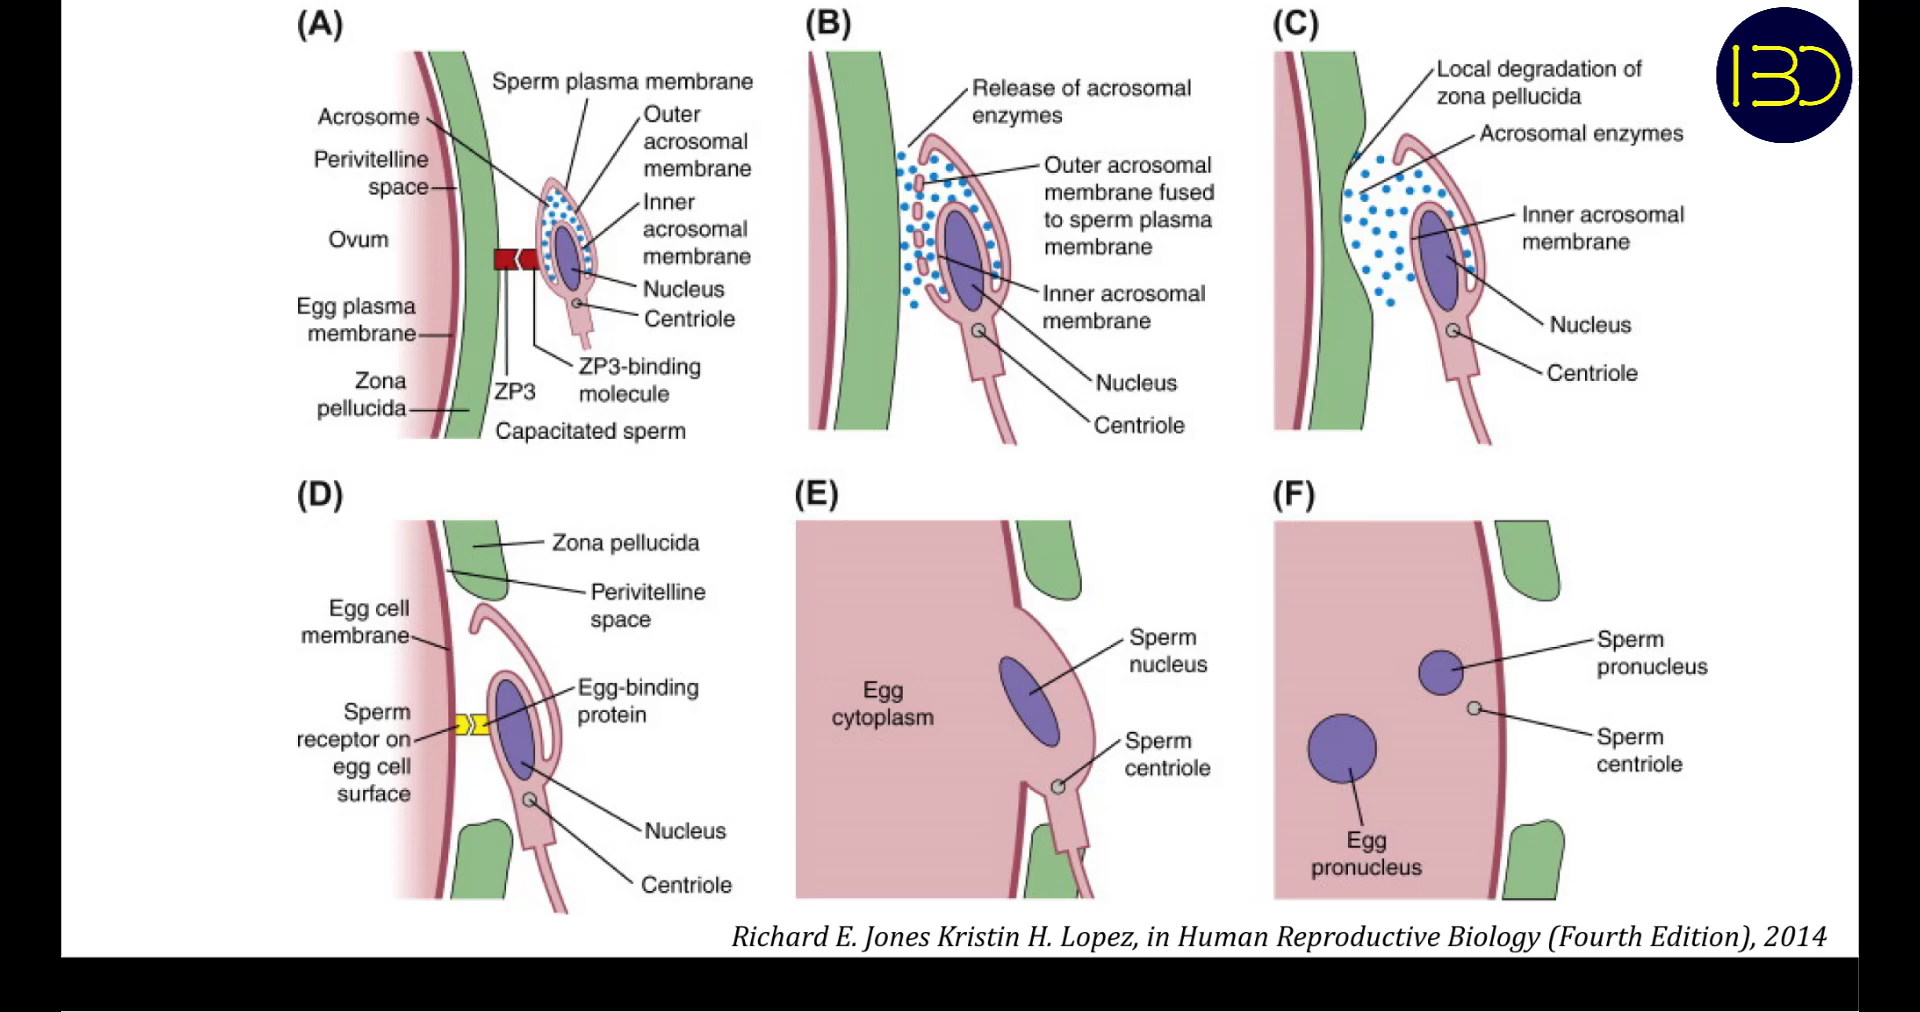 (A)
Sperm plasma membrane
Acrosome
Outer
acrosomal
membrane
Perivitelline
space
Inner
acrosomal
membrane
Ovum
Nucleus
Egg plasma
membrane
Centriole
ZP3-binding
molecule
Zona
pellucida
ZP3
Capacitated sperm
(B)
Release of acrosomal
enzymes
Outer acrosomal
membrane fused
to sperm plasma
membrane
Inner acrosomal
membrane
Nucleus
Centriole
(C)
Local degradation of
zona pellucida
Acrosomal enzymes
Inner acrosomal
membrane
Nucleus
Centriole
IBD
(D)
Zona pellucida
Perivitelline
space
Egg cell
membrane
Egg-binding
protein
Sperm
receptor on
egg cell
surface
Nucleus
Centriole
(E)
Sperm
nucleus
Egg
cytoplasm
Sperm
centriole
(F)
Sperm
pronucleus
Sperm
centriole
Egg
pronucleus
Richard E. Jones Kristin H. Lopez, in Human Reproductive Biology (Fourth Edition), 2014